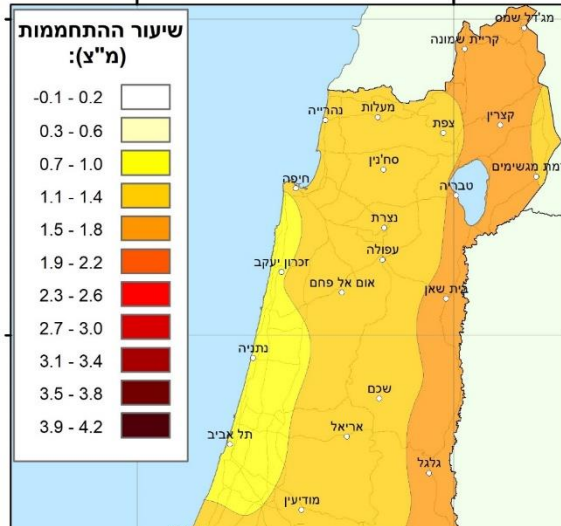 שיעור ההתחממות
(מ"צ):
-0.1 - 0.2
0.3 - 0.6
0.7 - 1.0
1.1 - 1.4
1.5 - 1.8
1.9 - 2.2
2.3 - 2.6
2.7 - 3.0
3.1 - 3.4
3.5 - 3.8
3.9 - 4.2
מג'דל שמס
קריית שמונה
נהרייה
מעלות
צפת
קצרין
סח'נין
חיפה
טבריה
רמת מגשימים
נצרת
עפולה
זכרון יעקב
אום אל פחם
בית שאן
נתניה
שכם
תל אביב
אריאל
גלגל
מודיעין